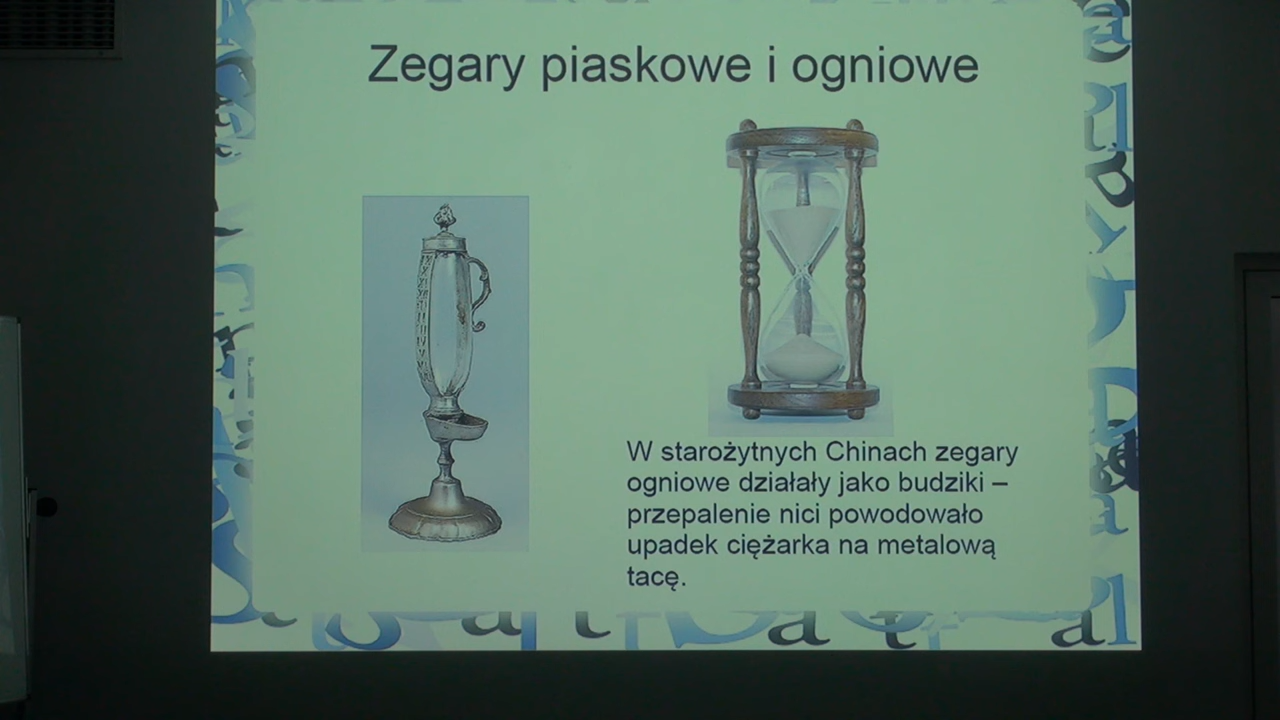 Zegary piaskowe i ogniowe
W starożytnych Chinach zegary
ogniowe działały jako budziki –
przepalenie nici powodowało
upadek ciężarka na metalową
tacę.